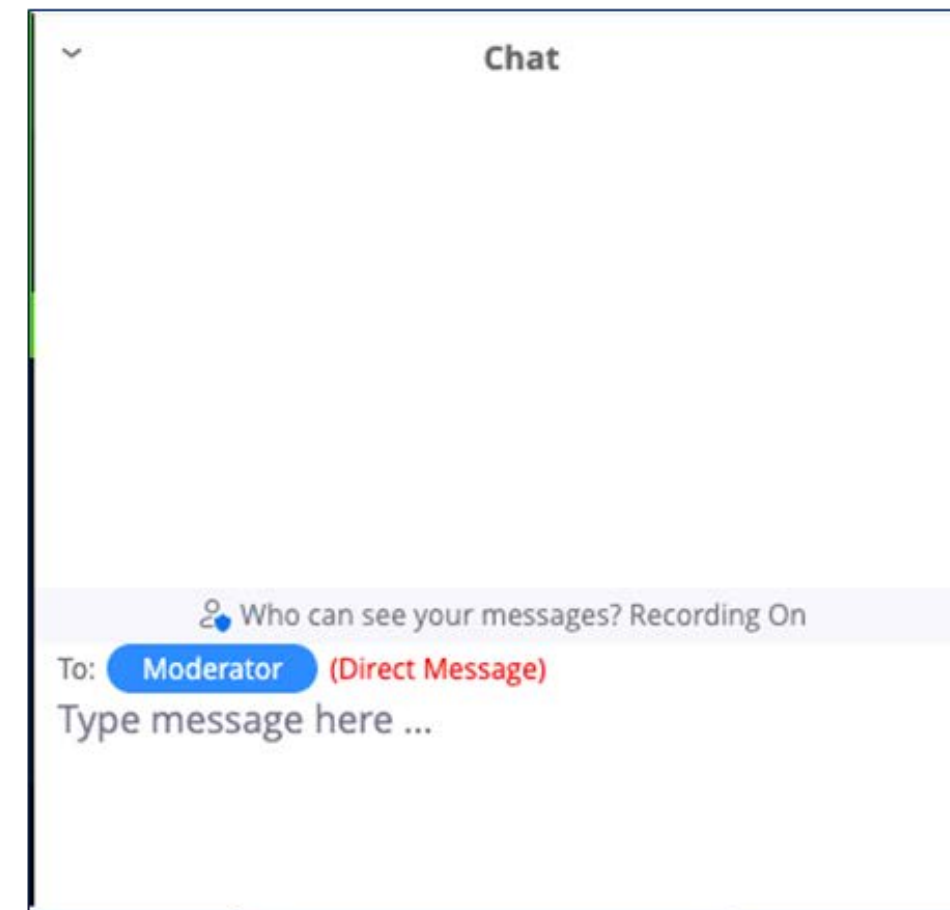 Chat
Who can see your messages? Recording On
To: Moderator (Direct Message)
Type message here ...